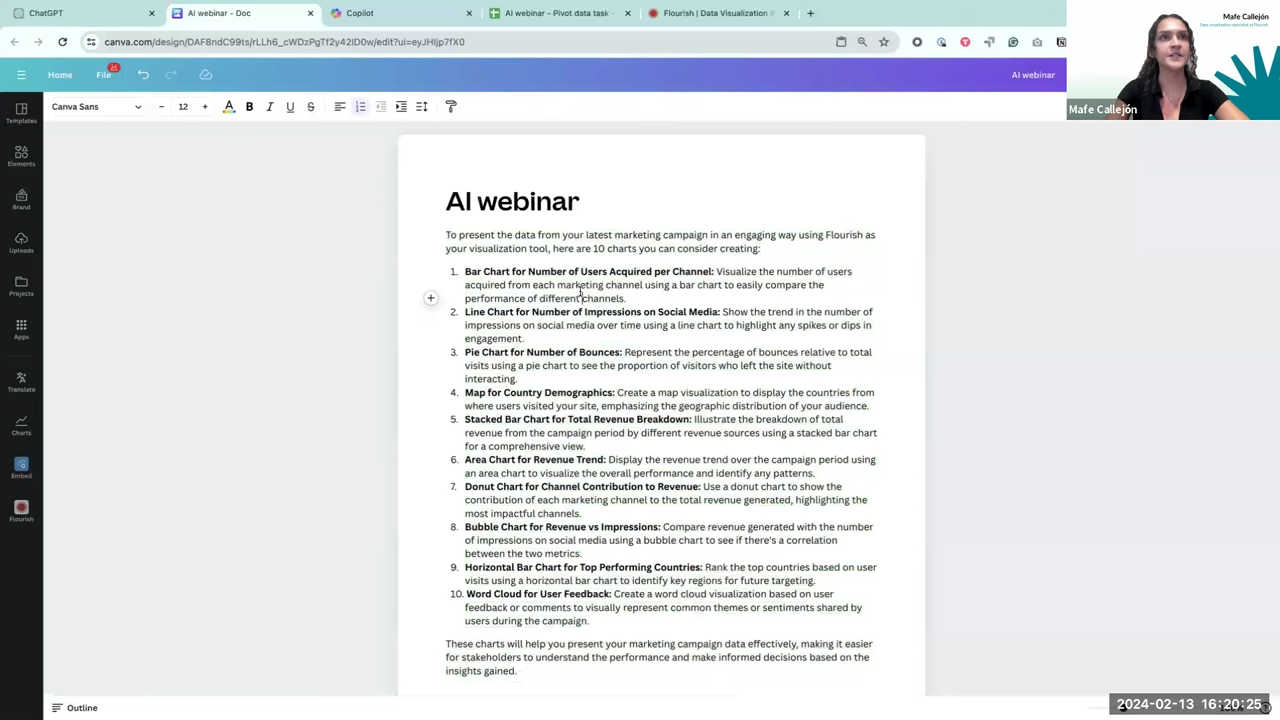 ChatGPT
AI webinar - Doc
Copilot
AI webinar - Pivot data task -
Flourish | Data Visualization &
canva.com/design/DAF8ndC99ts/rLLh6_cWDzPgTf2y42ID0w/edit?ui=eyJHIjp7fX0
Mafe Callejón
Data visualization specialist at Flourish
Mafe Callejón
Home
File
AI webinar
Canva Sans
12
B
I
U
S
Templates
Elements
Brand
Uploads
Projects
Apps
Translate
Charts
Embed
Flourish
AI webinar
To present the data from your latest marketing campaign in an engaging way using Flourish as
your visualization tool, here are 10 charts you can consider creating:
1. Bar Chart for Number of Users Acquired per Channel: Visualize the number of users
acquired from each marketing channel using a bar chart to easily compare the
performance of different channels.
2. Line Chart for Number of Impressions on Social Media: Show the trend in the number of
impressions on social media over time using a line chart to highlight any spikes or dips in
engagement.
3. Pie Chart for Number of Bounces: Represent the percentage of bounces relative to total
visits using a pie chart to see the proportion of visitors who left the site without
interacting.
4. Map for Country Demographics: Create a map visualization to display the countries from
where users visited your site, emphasizing the geographic distribution of your audience.
5. Stacked Bar Chart for Total Revenue Breakdown: Illustrate the breakdown of total
revenue from the campaign period by different revenue sources using a stacked bar chart
for a comprehensive view.
6. Area Chart for Revenue Trend: Display the revenue trend over the campaign period using
an area chart to visualize the overall performance and identify any patterns.
7. Donut Chart for Channel Contribution to Revenue: Use a donut chart to show the
contribution of each marketing channel to the total revenue generated, highlighting the
most impactful channels.
8. Bubble Chart for Revenue vs Impressions: Compare revenue generated with the number
of impressions on social media using a bubble chart to see if there's a correlation
between the two metrics.
9. Horizontal Bar Chart for Top Performing Countries: Rank the top countries based on user
visits using a horizontal bar chart to identify key regions for future targeting.
10. Word Cloud for User Feedback: Create a word cloud visualization based on user
feedback or comments to visually represent common themes or sentiments shared by
users during the campaign.
These charts will help you present your marketing campaign data effectively, making it easier
for stakeholders to understand the performance and make informed decisions based on the
insights gained.
Outline
2024-02-13 16:20:25